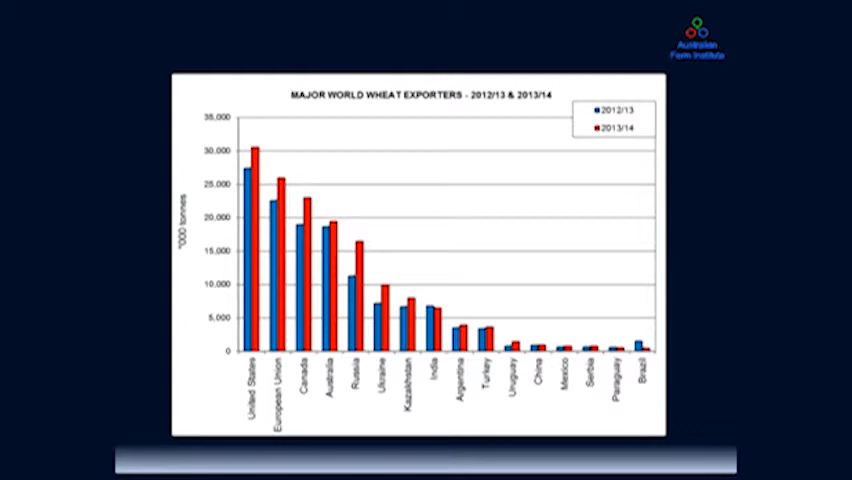 Australian
Farm Institute
MAJOR WORLD WHEAT EXPORTERS - 2012/13 & 2013/14
2012/13
2013/14
35,000
30,000
25,000
20,000
15,000
10,000
5,000
0
'000 tonnes
United States
European Union
Canada
Australia
Russia
Ukraine
Kazakhstan
India
Argentina
Turkey
Uruguay
China
Mexico
Serbia
Paraguay
Brazil